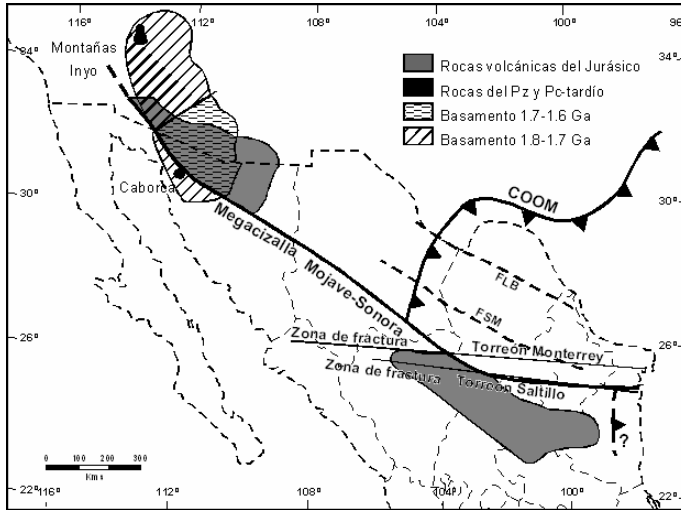 116° 112° 108° 104° 100°
34°
34°
Montañas
Inyo
Rocas volcánicas del Jurásico
Rocas del Pz y Pc-tardío
Basamento 1.7-1.6 Ga
Basamento 1.8-1.7 Ga
30°
30°
Caborca
COOM
Megacizalla Mojave-Sonora
FLB
FSM
26°
26°
Zona de fractura Torreón Monterrey
Zona de fractura Torreón Saltillo
?
0 100 200 300
Kms
22°
22°
116° 112° 108° 104° 100°